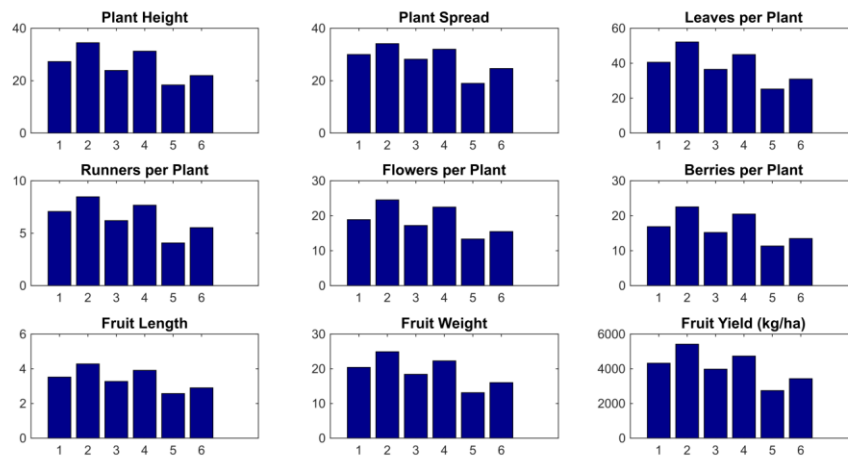 Plant Height
40
20
0
1 2 3 4 5 6
Plant Spread
40
20
0
1 2 3 4 5 6
Leaves per Plant
60
40
20
0
1 2 3 4 5 6
Runners per Plant
10
5
0
1 2 3 4 5 6
Flowers per Plant
30
20
10
0
1 2 3 4 5 6
Berries per Plant
30
20
10
0
1 2 3 4 5 6
Fruit Length
6
4
2
0
1 2 3 4 5 6
Fruit Weight
30
20
10
0
1 2 3 4 5 6
Fruit Yield (kg/ha)
6000
4000
2000
0
1 2 3 4 5 6